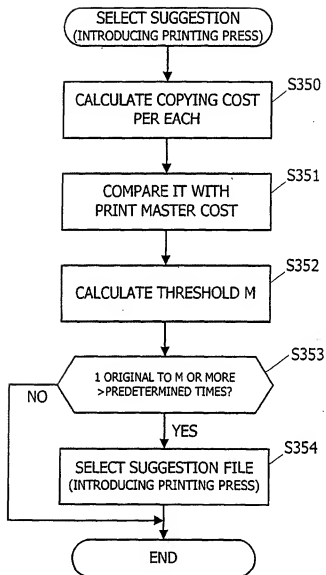 SELECT SUGGESTION
(INTRODUCING PRINTING PRESS)
S350
CALCULATE COPYING COST
PER EACH
S351
COMPARE IT WITH
PRINT MASTER COST
S352
CALCULATE THRESHOLD M
S353
1 ORIGINAL TO M OR MORE
>PREDETERMINED TIMES?
NO
YES
S354
SELECT SUGGESTION FILE
(INTRODUCING PRINTING PRESS)
END